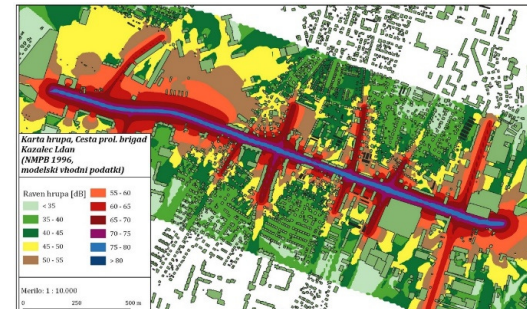 Karta hrupa, Cesta prol. brigad
Kazalec Ldan
(NMPB 1996,
modelski vhodni podatki)
Raven hrupa [dB]
< 35
35 - 40
40 - 45
45 - 50
50 - 55
55 - 60
60 - 65
65 - 70
70 - 75
75 - 80
> 80
Merilo: 1 : 10.000
0 250 500 m